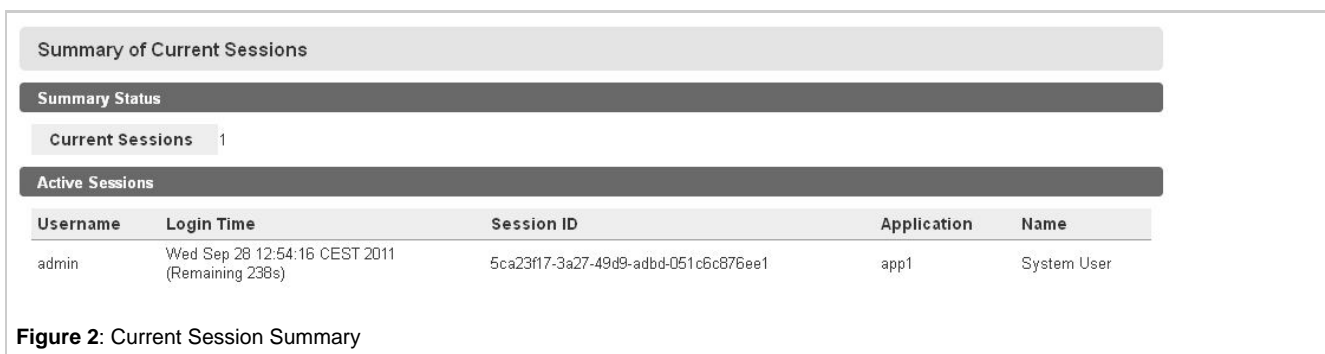 Summary of Current Sessions
Summary Status
Current Sessions 1
Active Sessions
Username Login Time Session ID Application Name
admin Wed Sep 28 12:54:16 CEST 2011 (Remaining 238s) 5ca23f17-3a27-49d9-adbd-051c6c876ee1 app1 System User
Figure 2: Current Session Summary